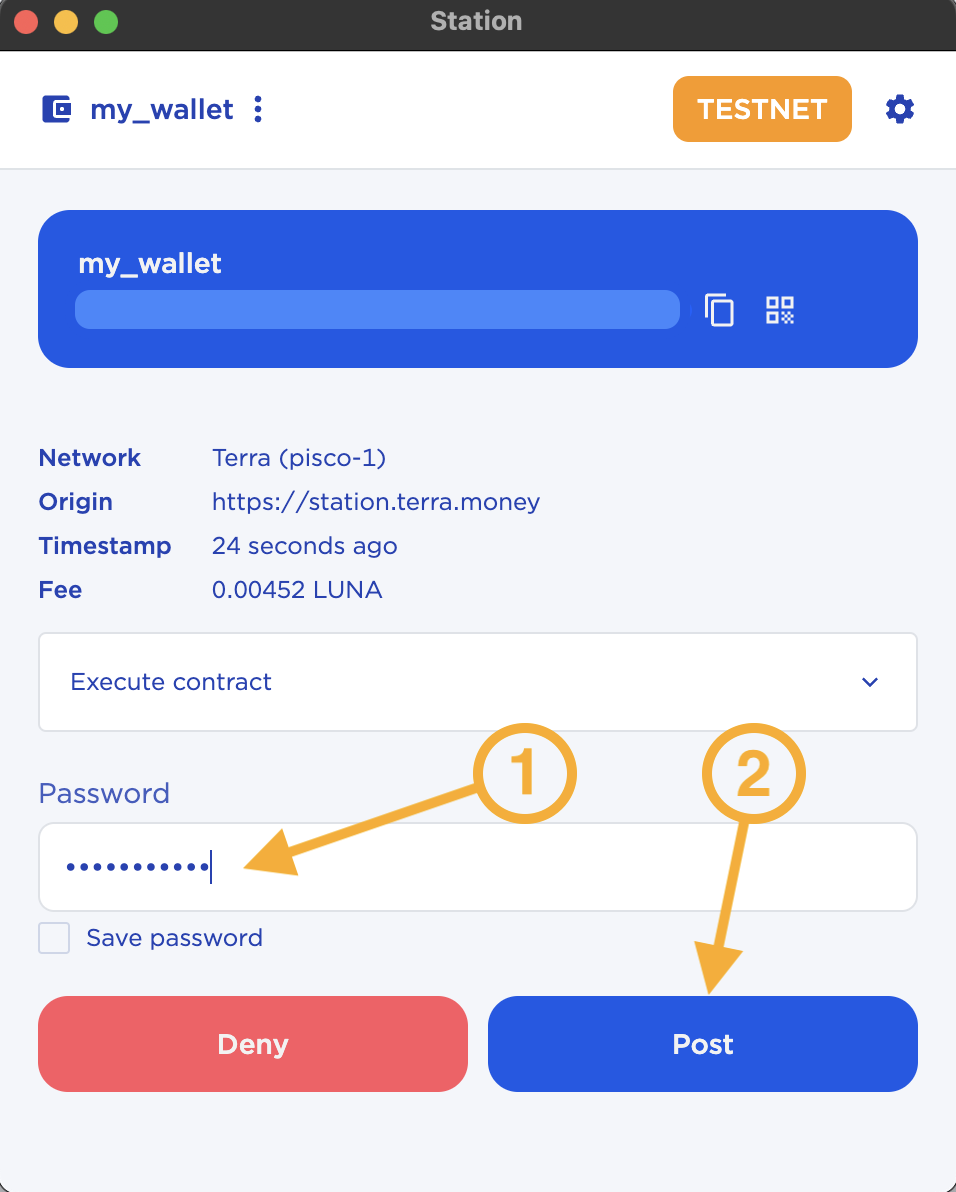 Station
my_wallet
TESTNET
my_wallet
Network Terra (pisco-1)
Origin https://station.terra.money
Timestamp 24 seconds ago
Fee 0.00452 LUNA
Execute contract
1 2
Password
•••••••••••
Save password
Deny Post